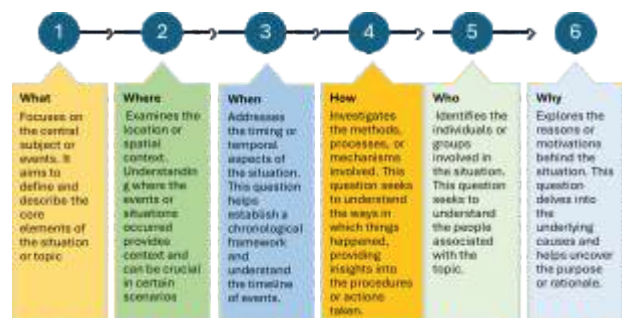 1 2 3 4 5 6
What
Focuses on
the central
subject or
events. It
aims to
define and
describe the
core
elements of
the situation
or topic
Where
Examines the
location or
spatial
context.
Understandin
g where the
events or
situations
occurred
provides
context and
can be crucial
in certain
scenarios
When
Addresses
the timing or
temporal
aspects of
the situation.
This question
helps
establish a
chronological
framework
and
understand
the timeline
of events.
How
Investigates
the methods,
processes, or
mechanisms
involved. This
question seeks
to understand
the ways in
which things
happened,
providing
insights into
the procedures
or actions
taken.
Who
Identifies the
individuals or
groups
involved in
the situation.
This question
seeks to
understand
the people
associated
with the
topic.
Why
Explores the
reasons or
motivations
behind the
situation. This
question
delves into
the
underlying
causes and
helps uncover
the purpose
or rationale.